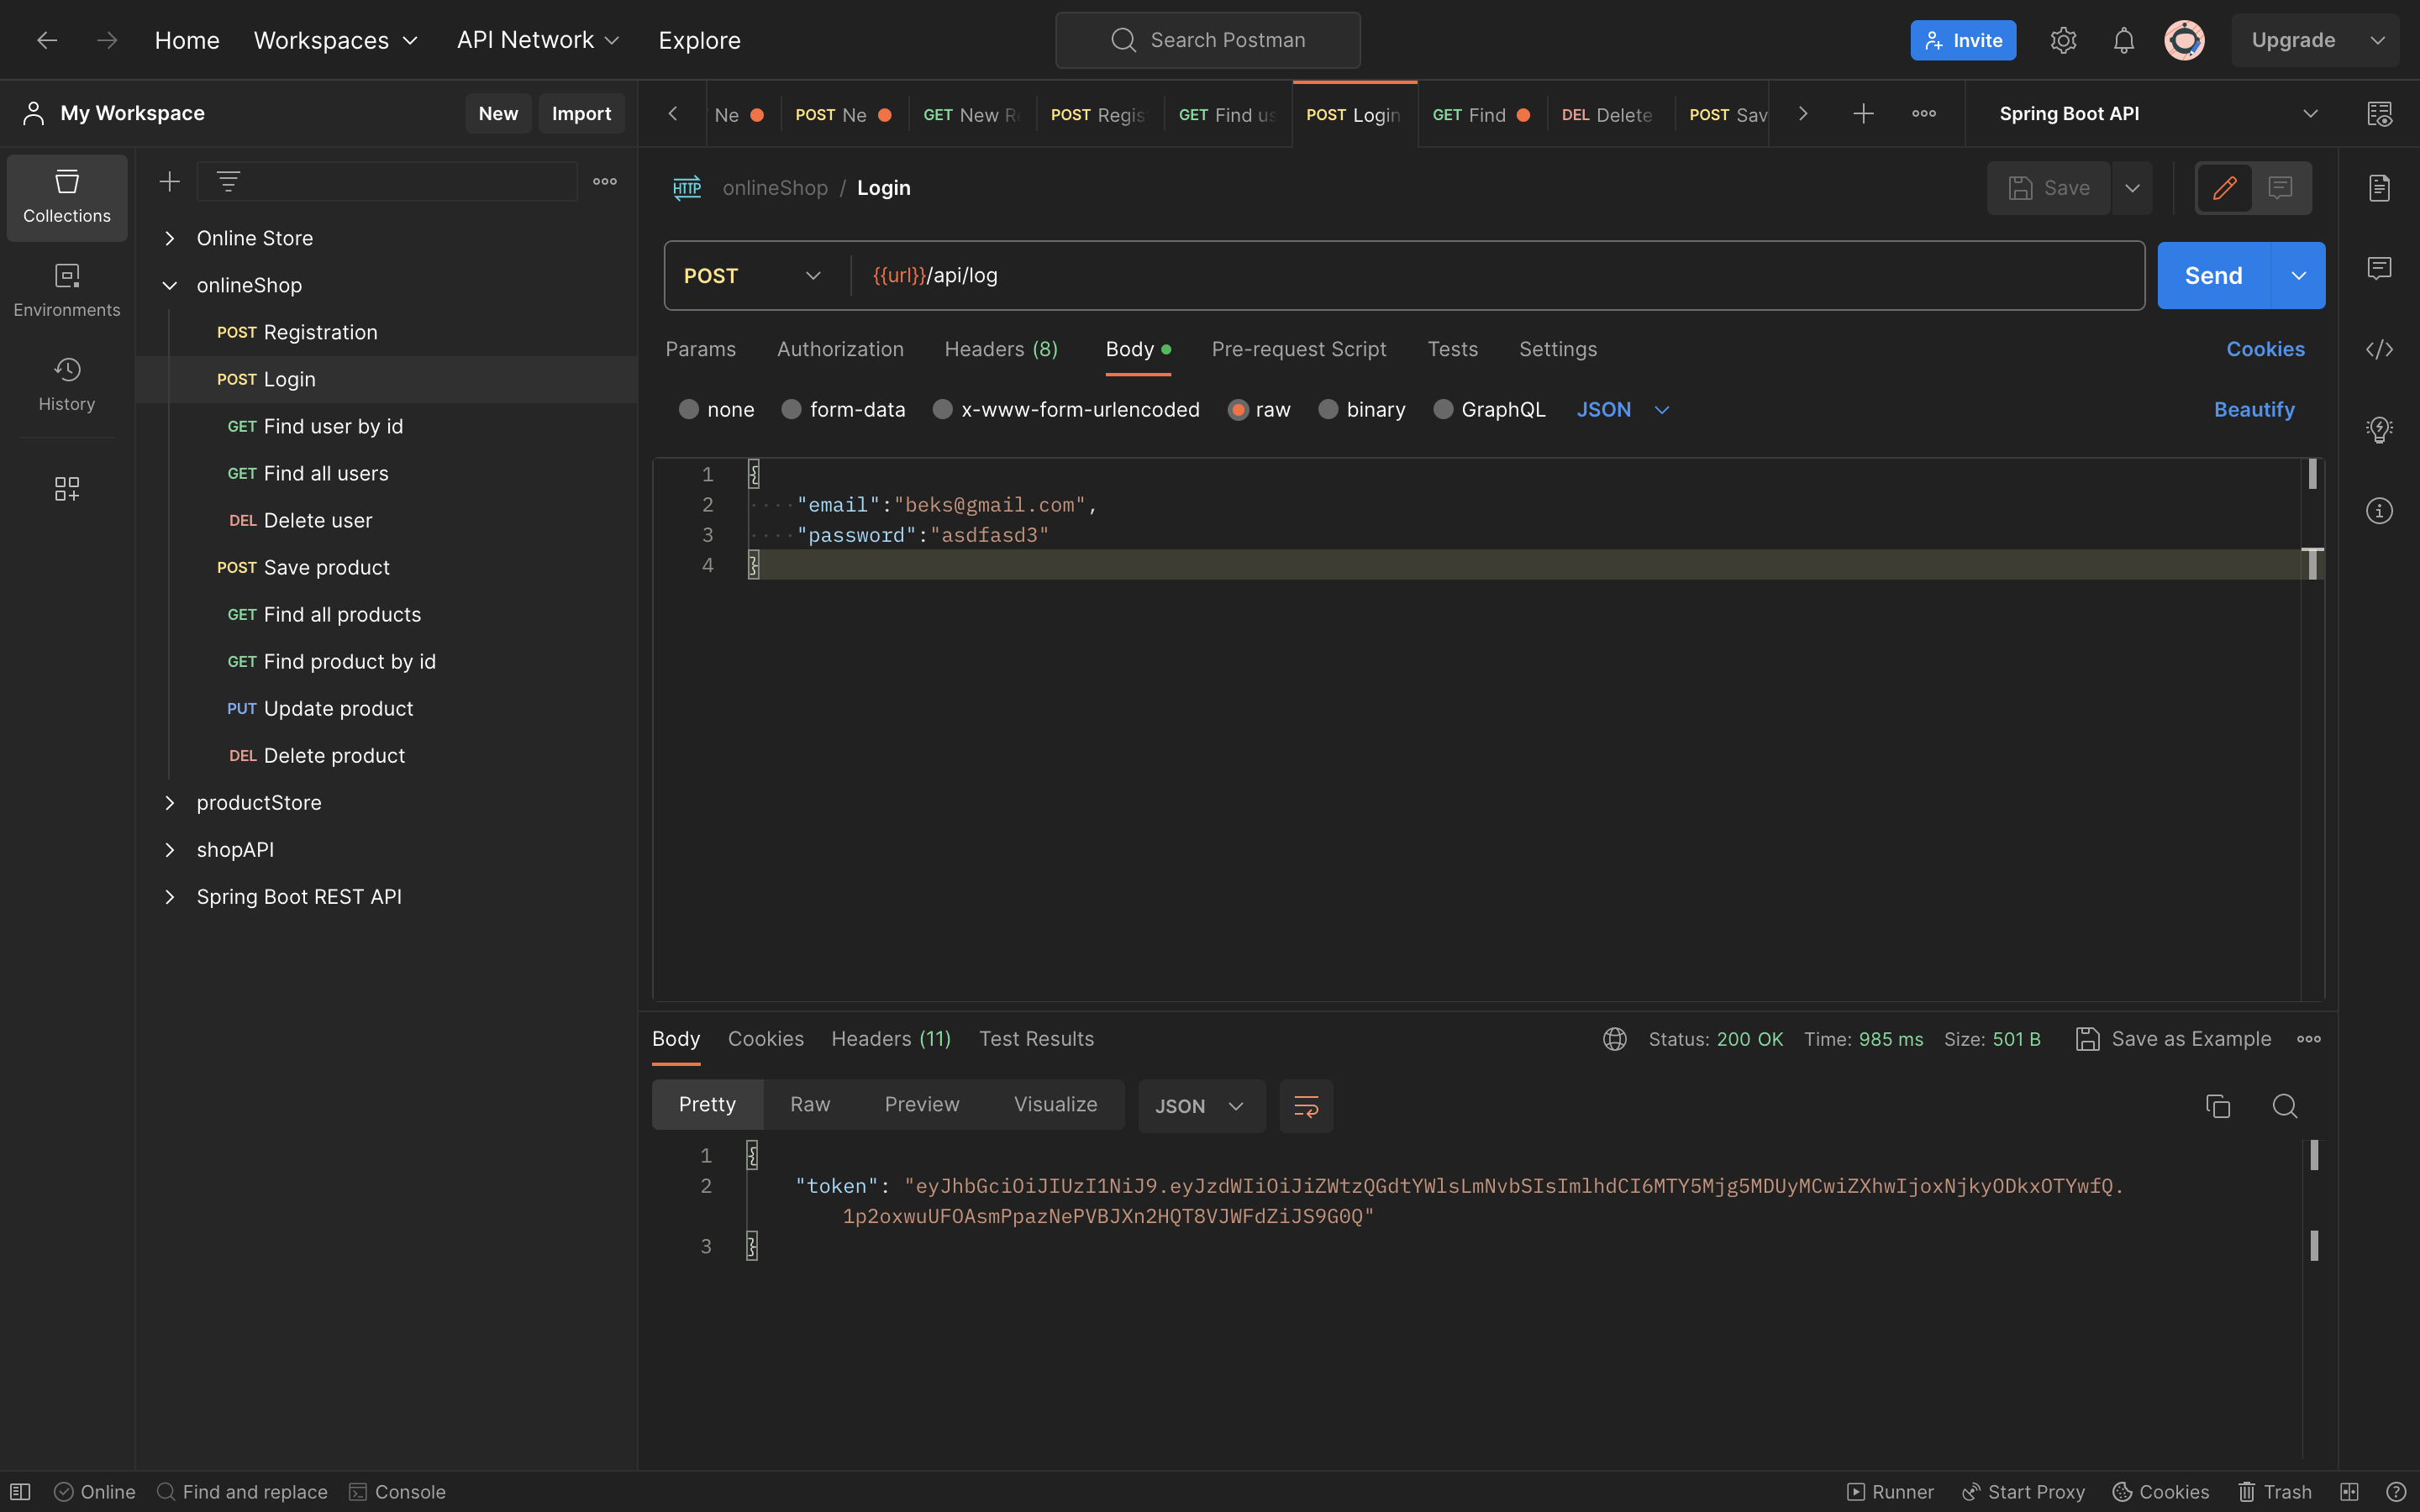 Home Workspaces API Network Explore Search Postman Invite Upgrade
My Workspace New Import
Ne POST Ne GET New R POST Regis GET Find us POST Login GET Find DEL Delete POST Sav Spring Boot API
Collections
Environments
History
Online Store
onlineShop
POST Registration
POST Login
GET Find user by id
GET Find all users
DEL Delete user
POST Save product
GET Find all products
GET Find product by id
PUT Update product
DEL Delete product
productStore
shopAPI
Spring Boot REST API
HTTP onlineShop / Login Save
POST {{url}}/api/log Send
Params Authorization Headers (8) Body Pre-request Script Tests Settings Cookies
none form-data x-www-form-urlencoded raw binary GraphQL JSON Beautify
1 {
2 "email":"beks@gmail.com",
3 "password":"asdfasd3"
4 }
Body Cookies Headers (11) Test Results Status: 200 OK Time: 985 ms Size: 501 B Save as Example
Pretty Raw Preview Visualize JSON
1 {
2 "token": "eyJhbGciOiJIUzI1NiJ9.eyJzdWIiOiJiZWtzQGdtYWlsLmNvbSIsImlhdCI6MTY5Mjg5MDUyMCwiZXhwIjoxNjkyODkxOTYwfQ.
1p2oxwuUFOAsmPpazNePVBJXn2HQT8VJWFdZiJS9G0Q"
3 }
Online Find and replace Console Runner Start Proxy Cookies Trash